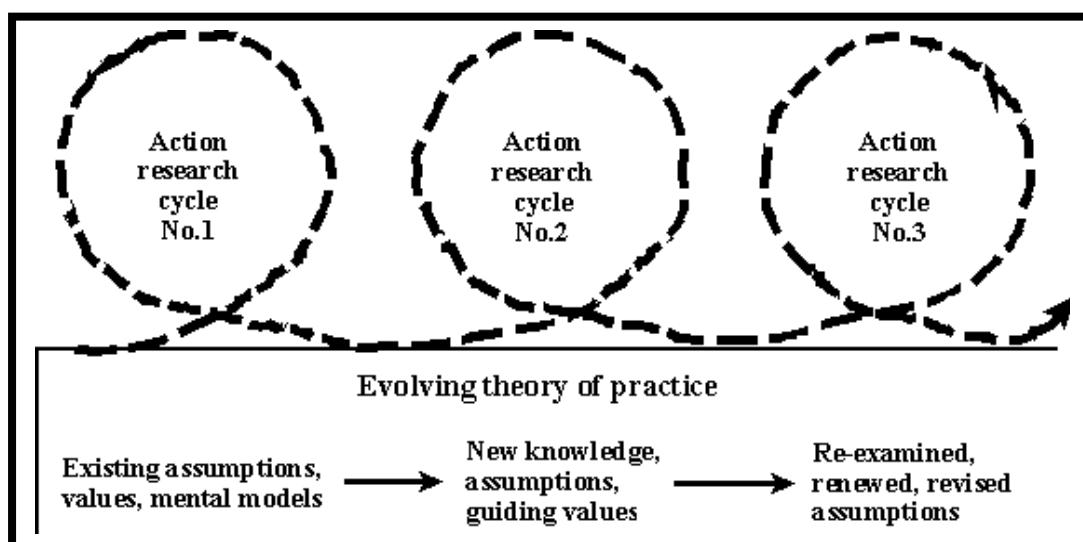 Action
research
cycle
No.1
Action
research
cycle
No.2
Action
research
cycle
No.3
Evolving theory of practice
Existing assumptions,
values, mental models
New knowledge,
assumptions,
guiding values
Re-examined,
renewed, revised
assumptions